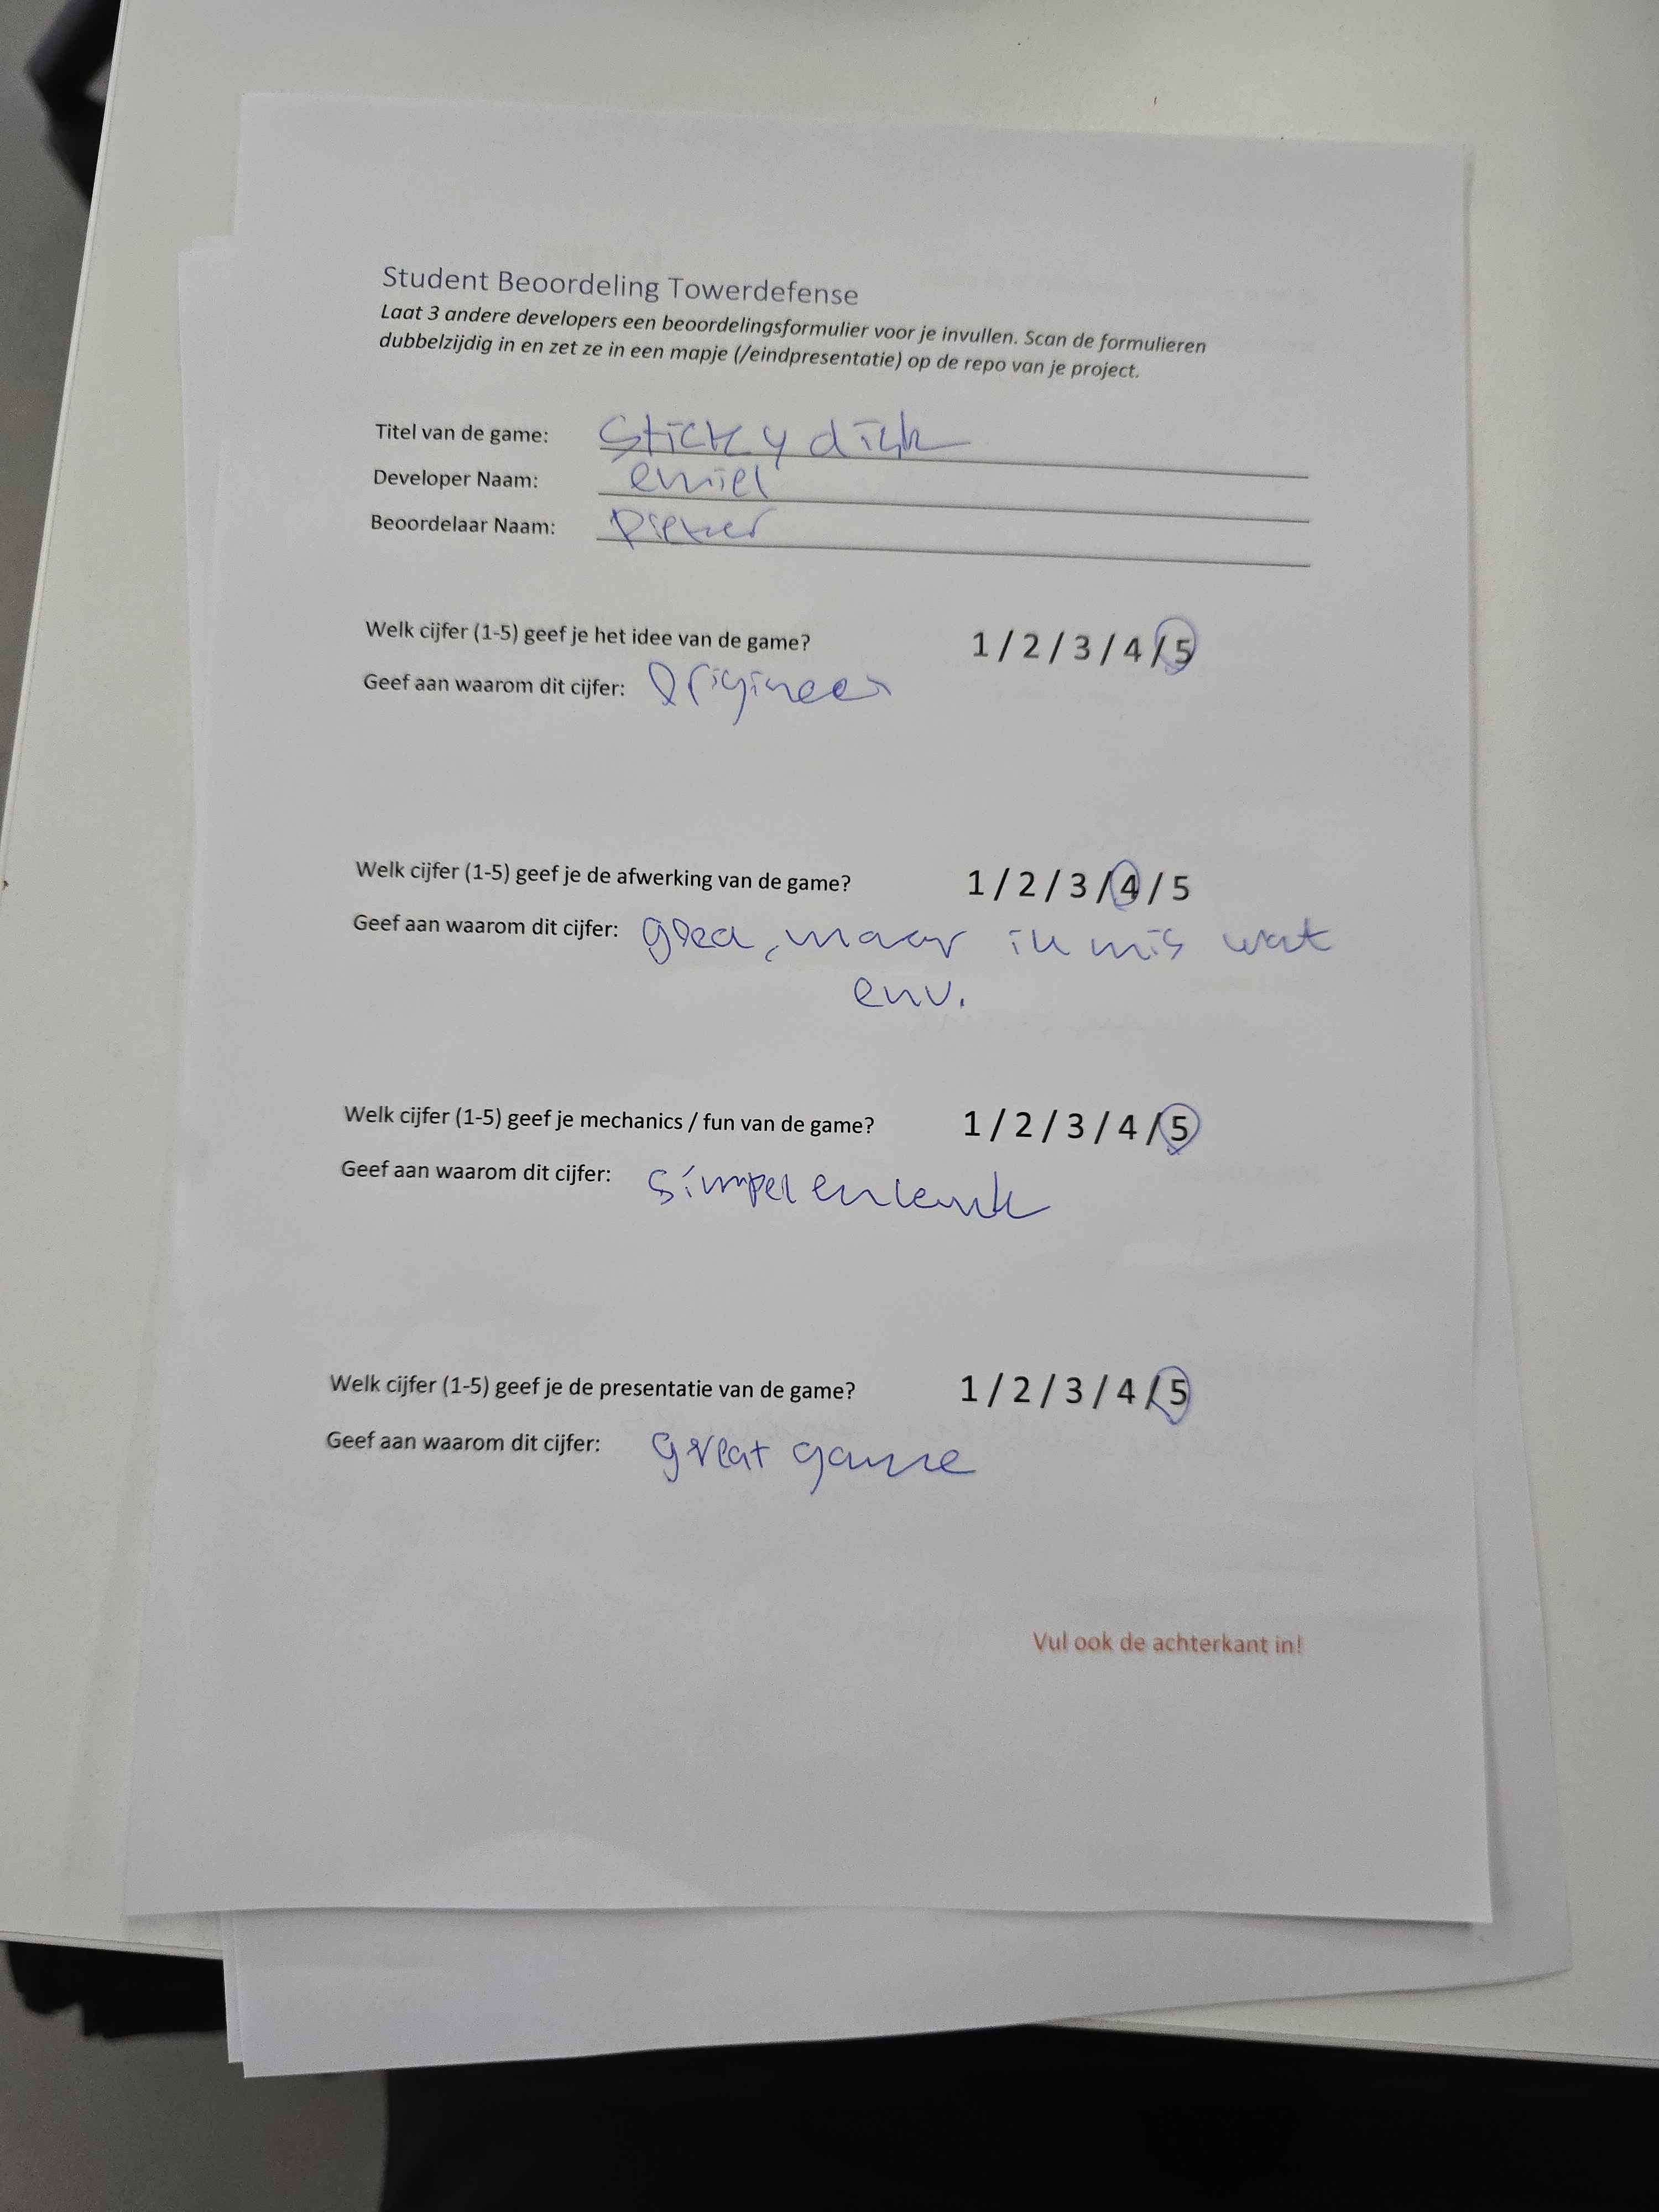 Student Beoordeling Towerdefense
Laat 3 andere developers een beoordelingsformulier voor je invullen. Scan de formulieren
dubbelzijdig in en zet ze in een mapje (/eindpresentatie) op de repo van je project.
Titel van de game: Sticky
Developer Naam: emiel
Beoordelaar Naam:
Welk cijfer (1-5) geef je het idee van de game? 1 / 2 / 3 / 4 / 5
Geef aan waarom dit cijfer: Origineel
Welk cijfer (1-5) geef je de afwerking van de game? 1 / 2 / 3 / 4 / 5
Geef aan waarom dit cijfer: goed, maar ik mis wat
env.
Welk cijfer (1-5) geef je mechanics / fun van de game? 1 / 2 / 3 / 4 / 5
Geef aan waarom dit cijfer: simpel en leuk
Welk cijfer (1-5) geef je de presentatie van de game? 1 / 2 / 3 / 4 / 5
Geef aan waarom dit cijfer: great game
Vul ook de achterkant in!